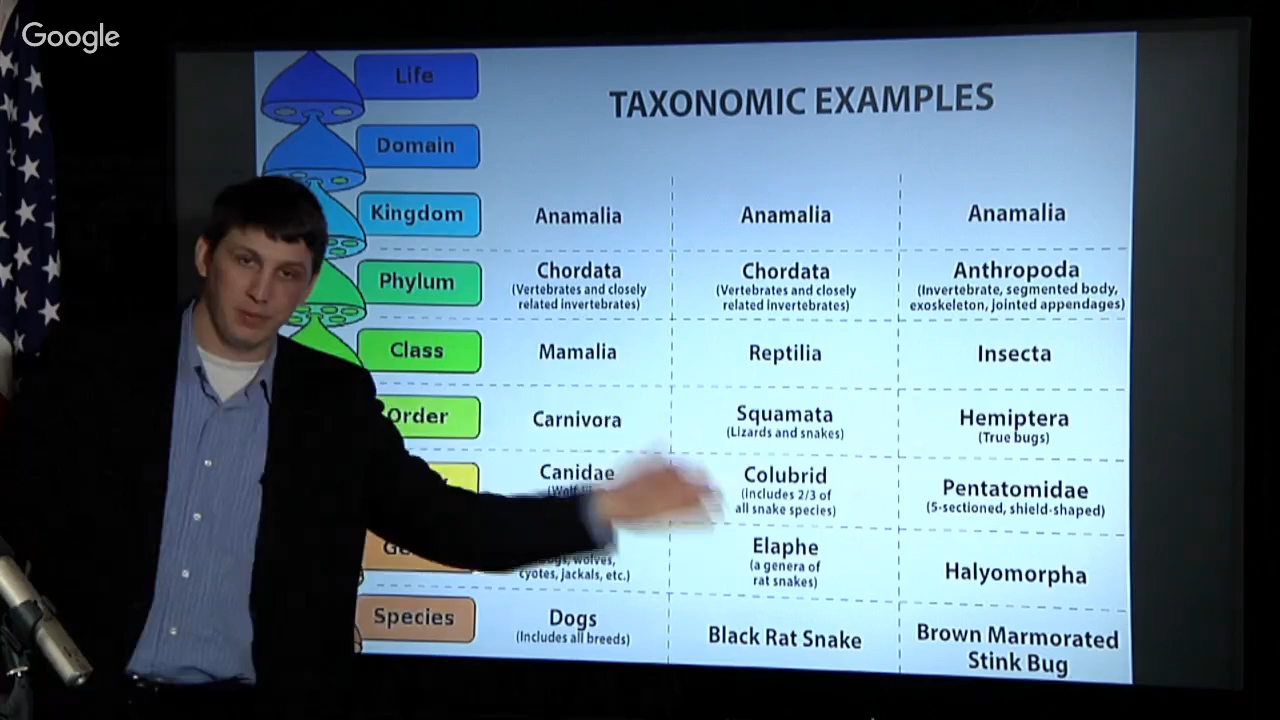 Google
Life
TAXONOMIC EXAMPLES
Domain
Kingdom
Anamalia
Anamalia
Anamalia
Phylum
Chordata
(Vertebrates and closely
related invertebrates)
Chordata
(Vertebrates and closely
related invertebrates)
Anthropoda
(Invertebrate, segmented body,
exoskeleton, jointed appendages)
Class
Mamalia
Reptilia
Insecta
Order
Carnivora
Squamata
(Lizards and snakes)
Hemiptera
(True bugs)
Canidae
Colubrid
(includes 2/3 of
all snake species)
Pentatomidae
(5-sectioned, shield-shaped)
wolves,
cyotes, jackals, etc.)
Elaphe
(a genera of
rat snakes)
Halyomorpha
Species
Dogs
(Includes all breeds)
Black Rat Snake
Brown Marmorated
Stink Bug